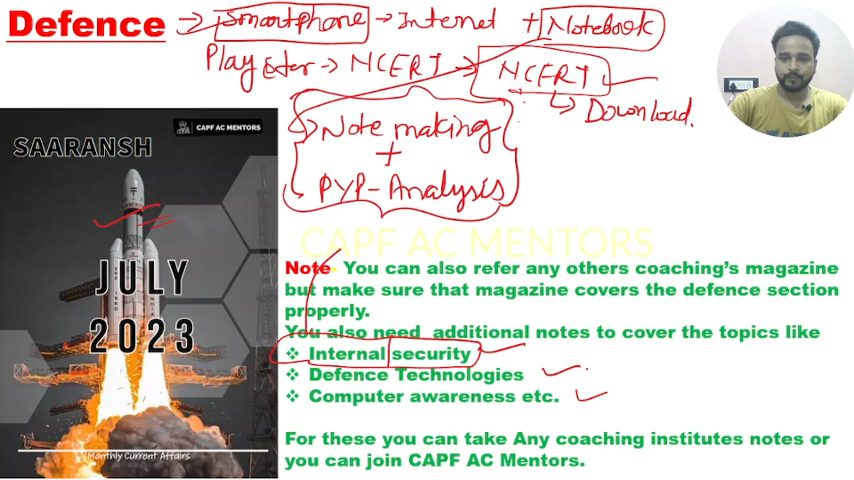 Defence → Smartphone → Internet + Notebook
Play Stor → NCERT → NCERT
Download.
→ Note making
+
PYP-Analysis
CAPF AC MENTORS
SAARANSH
JULY
2023
Monthly Current Affairs
CAPF AC MENTORS
Note- You can also refer any others coaching's magazine
but make sure that magazine covers the defence section
properly.
You also need additional notes to cover the topics like
❖ Internal security
❖ Defence Technologies
❖ Computer awareness etc.
For these you can take Any coaching institutes notes or
you can join CAPF AC Mentors.